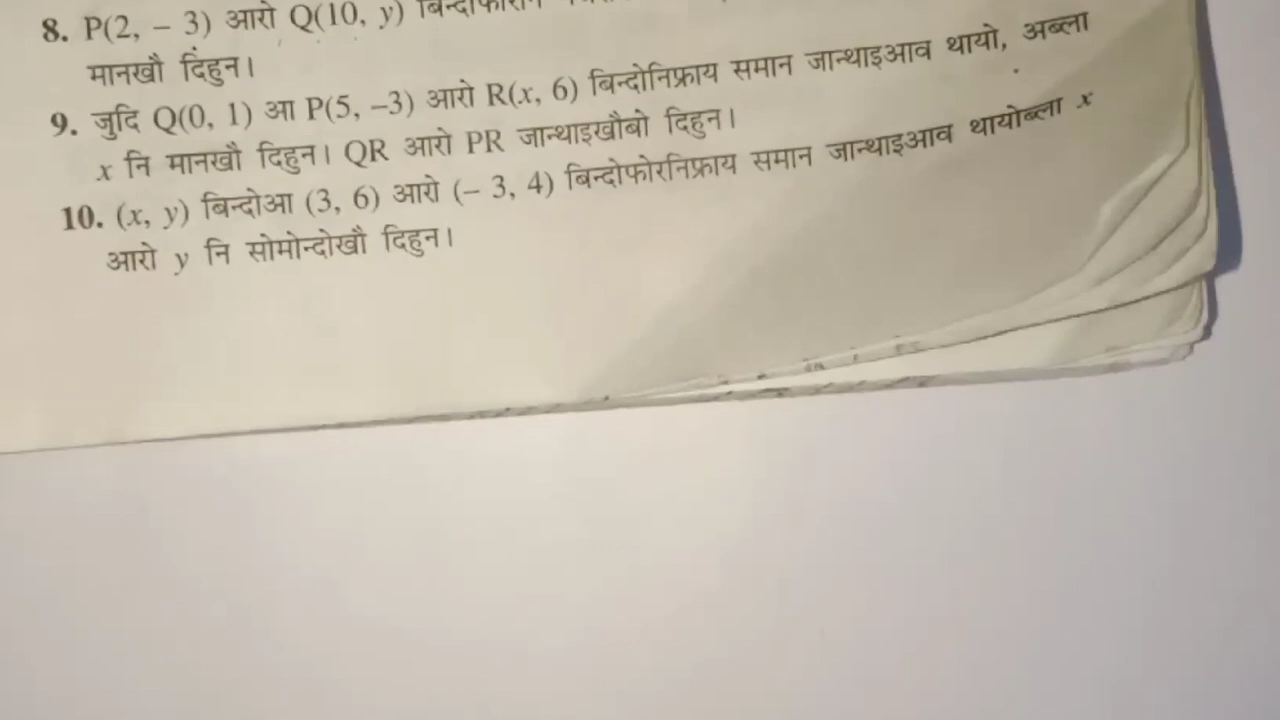 8. P(2, – 3) आरो Q(10, y)
मानखौ दिहुन।
9. जुदि Q(0, 1) आ P(5, –3) आरो R(x, 6) बिन्दोनिफ्राय समान जान्थाइआव थायो, अब्ला
x नि मानखौ दिहुन। QR आरो PR जान्थाइखौबो दिहुन।
10. (x, y) बिन्दोआ (3, 6) आरो (– 3, 4) बिन्दोफोरनिफ्राय समान जान्थाइआव थायोब्ला x
आरो y नि सोमोन्दोखौ दिहुन।